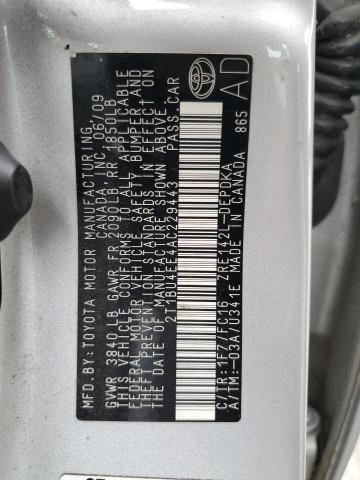 MFD. BY: TOYOTA MOTOR MANUFACTURING
CANADA INC. 06/09
GVWR 3840 LB GAWR FR 2090 LB RR 1850LB
THIS VEHICLE CONFORMS TO ALL APPLICABLE
FEDERAL MOTOR VEHICLE SAFETY, BUMPER AND
THEFT PREVENTION STANDARDS IN EFFECT ON
THE DATE OF MANUFACTURE SHOWN ABOVE.
2T1BU4EE4AC229443 PASS.CAR
AD
C/TR:1F7/FC16 ZRE142L-DEPDKA
A/TM:-03A/U341E MADE IN CANADA 865